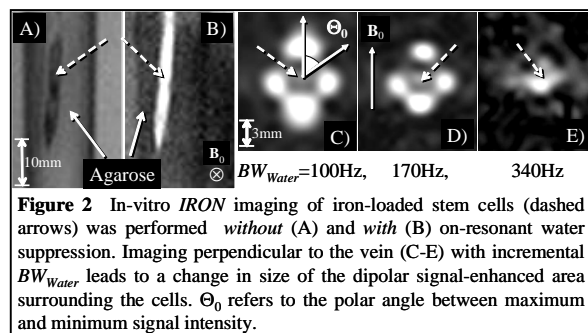 A) B) Θ₀ B₀
C) D) E)
3mm
10mm Agarose B₀
BW_Water=100Hz, 170Hz, 340Hz
Figure 2 In-vitro IRON imaging of iron-loaded stem cells (dashed
arrows) was performed without (A) and with (B) on-resonant water
suppression. Imaging perpendicular to the vein (C-E) with incremental
BW_Water leads to a change in size of the dipolar signal-enhanced area
surrounding the cells. Θ₀ refers to the polar angle between maximum
and minimum signal intensity.